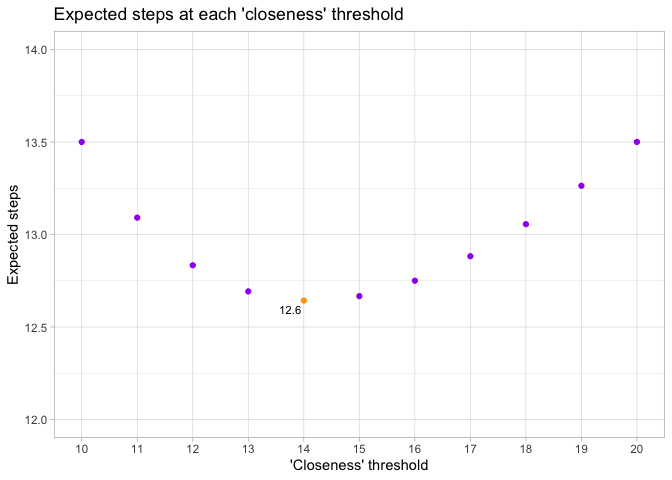 Expected steps at each 'closeness' threshold
14.0
13.5
13.0
12.5
12.0
Expected steps
12.6
10 11 12 13 14 15 16 17 18 19 20
'Closeness' threshold